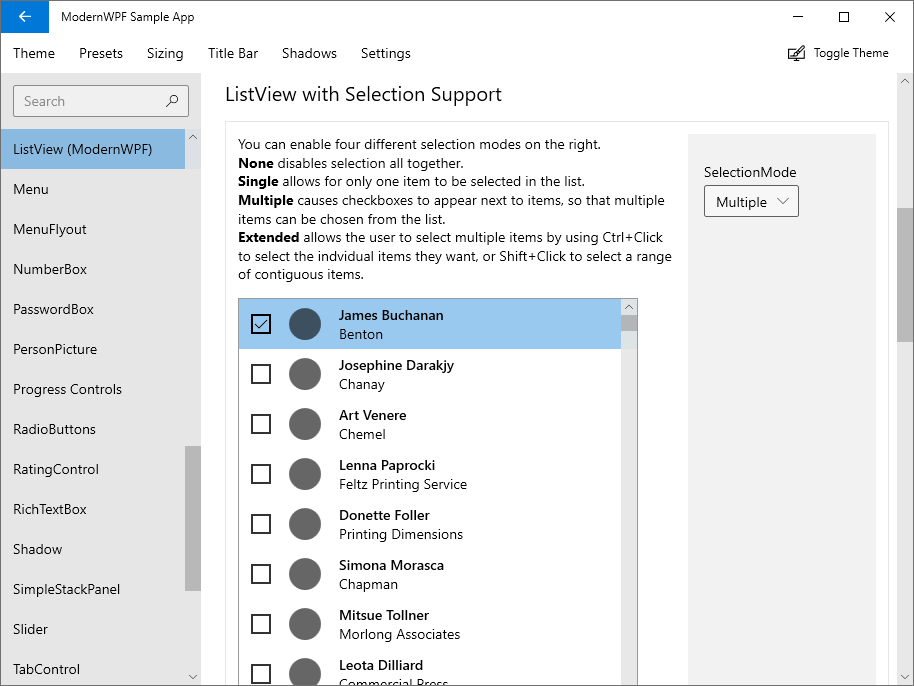 ModernWPF Sample App
Theme
Presets
Sizing
Title Bar
Shadows
Settings
Toggle Theme
Search
ListView (ModernWPF)
Menu
MenuFlyout
NumberBox
PasswordBox
PersonPicture
Progress Controls
RadioButtons
RatingControl
RichTextBox
Shadow
SimpleStackPanel
Slider
TabControl
ListView with Selection Support
You can enable four different selection modes on the right.
None disables selection all together.
Single allows for only one item to be selected in the list.
Multiple causes checkboxes to appear next to items, so that multiple
items can be chosen from the list.
Extended allows the user to select multiple items by using Ctrl+Click
to select the indvidual items they want, or Shift+Click to select a range
of contiguous items.
James Buchanan
Benton
Josephine Darakjy
Chanay
Art Venere
Chemel
Lenna Paprocki
Feltz Printing Service
Donette Foller
Printing Dimensions
Simona Morasca
Chapman
Mitsue Tollner
Morlong Associates
Leota Dilliard
Commercial Press
SelectionMode
Multiple